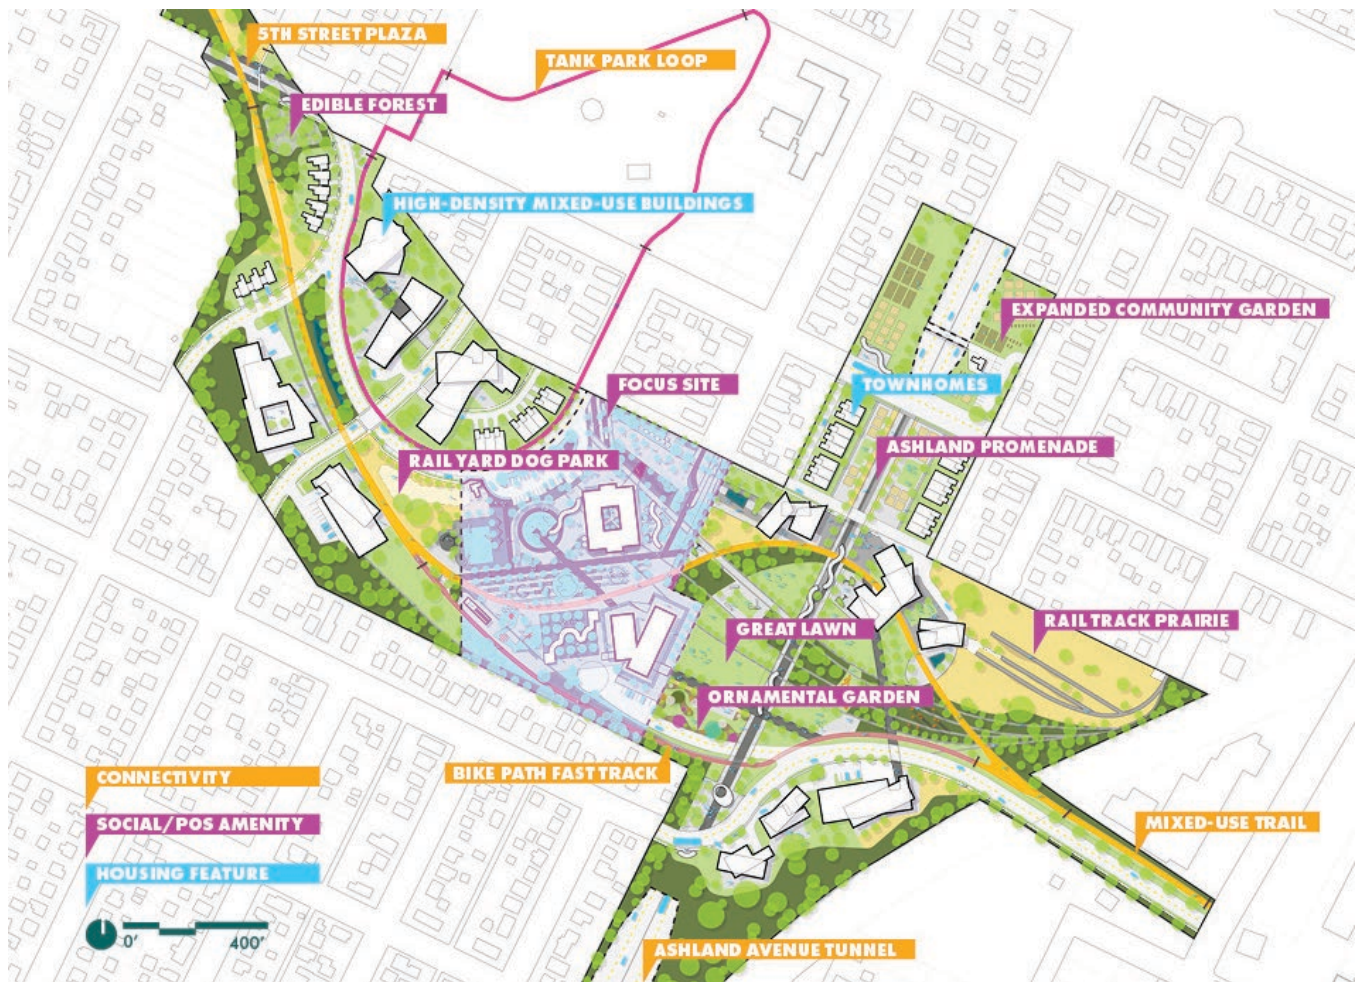 5TH STREET PLAZA
TANK PARK LOOP
EDIBLE FOREST
HIGH-DENSITY MIXED-USE BUILDINGS
EXPANDED COMMUNITY GARDEN
FOCUS SITE
TOWNHOMES
ASHLAND PROMENADE
RAIL YARD DOG PARK
RAIL TRACK PRAIRIE
GREAT LAWN
ORNAMENTAL GARDEN
BIKE PATH FAST TRACK
CONNECTIVITY
SOCIAL/POS AMENITY
MIXED-USE TRAIL
HOUSING FEATURE
0' 400'
ASHLAND AVENUE TUNNEL